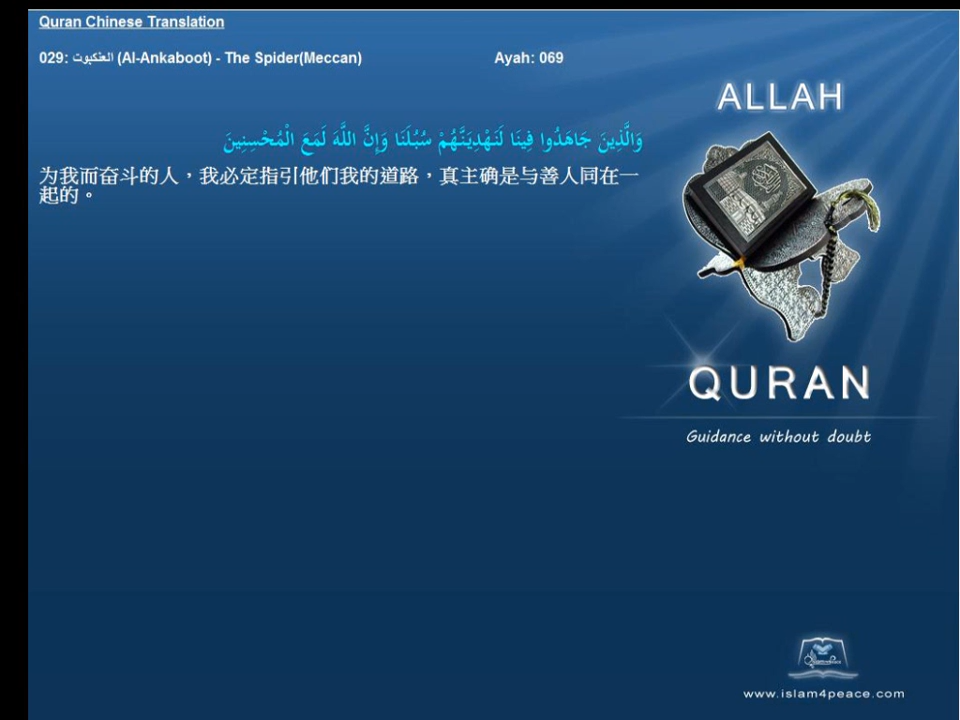 Quran Chinese Translation
029: العنكبوت (Al-Ankaboot) - The Spider(Meccan) Ayah: 069
وَالَّذِينَ جَاهَدُوا فِينَا لَنَهْدِيَنَّهُمْ سُبُلَنَا وَإِنَّ اللَّهَ لَمَعَ الْمُحْسِنِينَ
为我而奋斗的人，我必定指引他们我的道路，真主确是与善人同在一
起的。
ALLAH
QURAN
Guidance without doubt
www.islam4peace.com